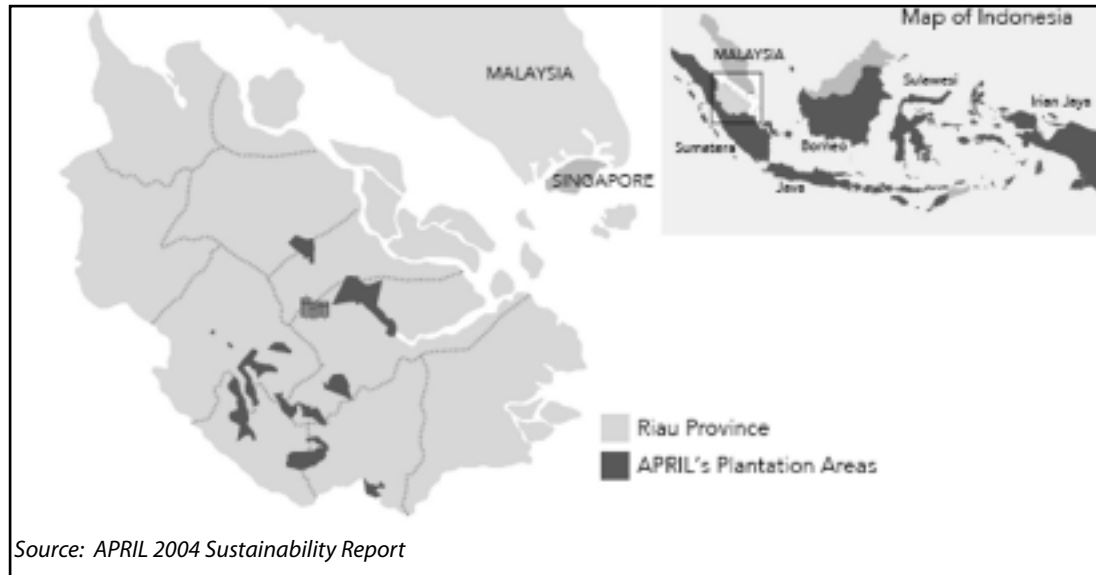 Map of Indonesia
MALAYSIA
MALAYSIA
Sulewesi
Irian Jaya
SINGAPORE
Sumatera
Borneo
Java
Riau Province
APRIL's Plantation Areas
Source: APRIL 2004 Sustainability Report